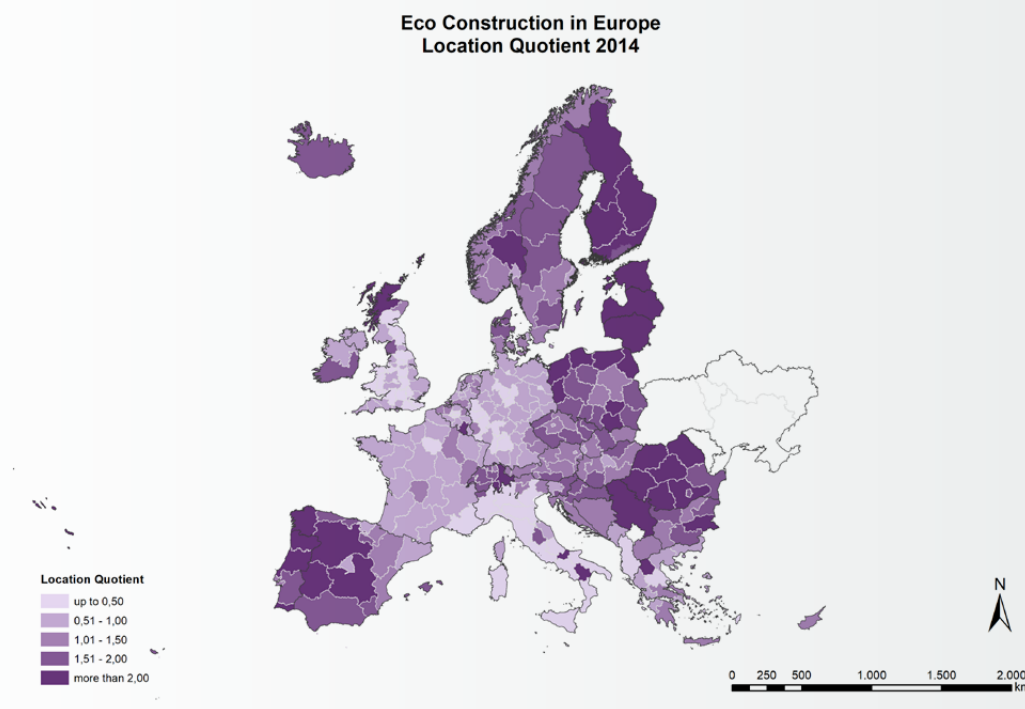 Eco Construction in Europe
Location Quotient 2014
Location Quotient
up to 0,50
0,51 - 1,00
1,01 - 1,50
1,51 - 2,00
more than 2,00
N
0 250 500 1.000 1.500 2.000
km